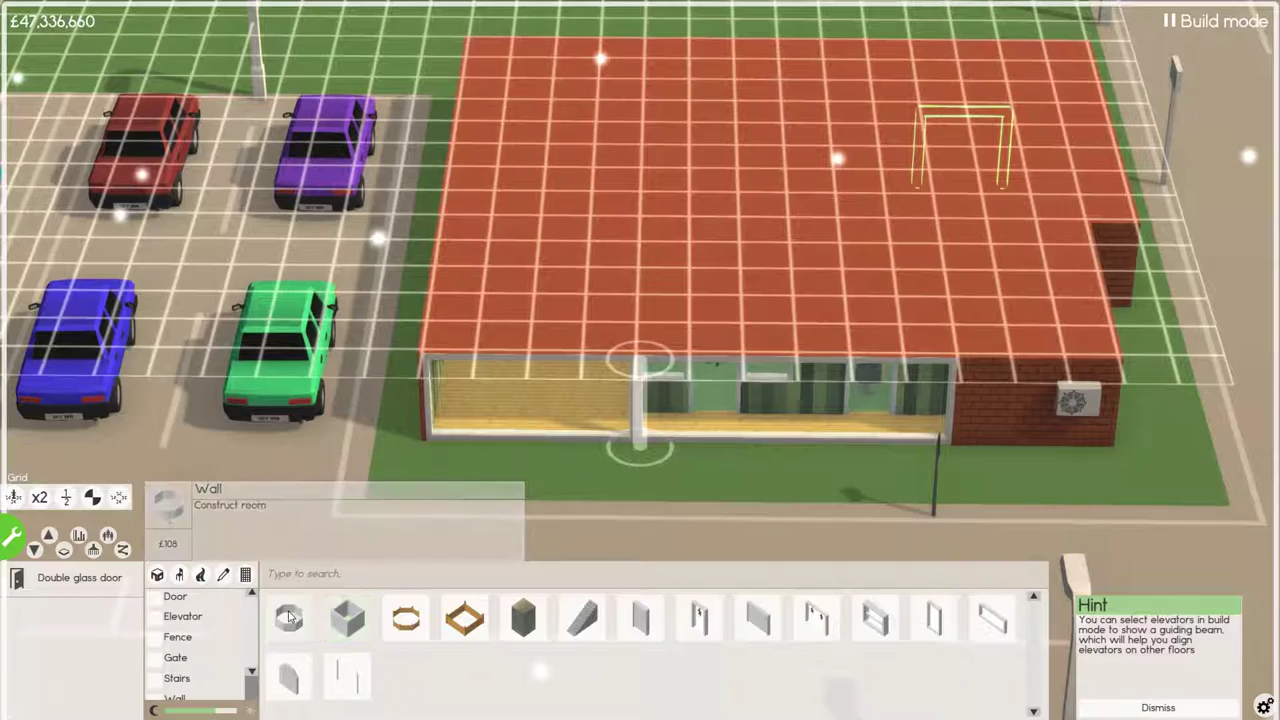 £47,336,660
Build mode
Grid
x2
1/2
Wall
Construct room
£108
Double glass door
Type to search.
Door
Elevator
Fence
Gate
Stairs
Wall
Hint
You can select elevators in build
mode to show a guiding beam,
which will help you align
elevators on other floors
Dismiss